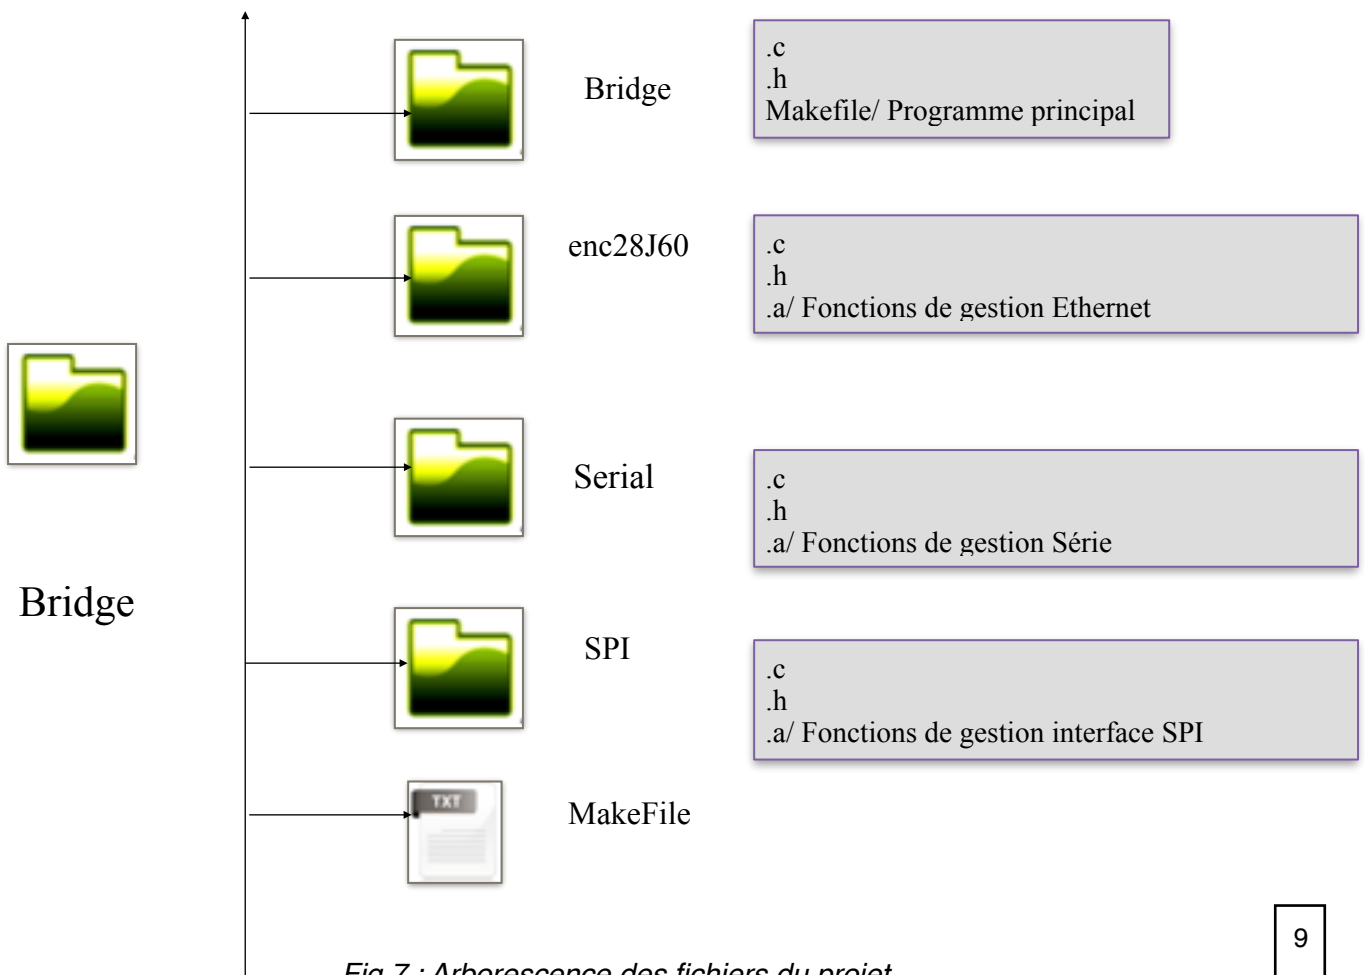 Bridge
.c
.h
Makefile/ Programme principal
enc28J60
.c
.h
.a/ Fonctions de gestion Ethernet
Serial
.c
.h
.a/ Fonctions de gestion Série
Bridge
SPI
.c
.h
.a/ Fonctions de gestion interface SPI
TXT
MakeFile
9
Fig 7 : Arborescence des fichiers du projet